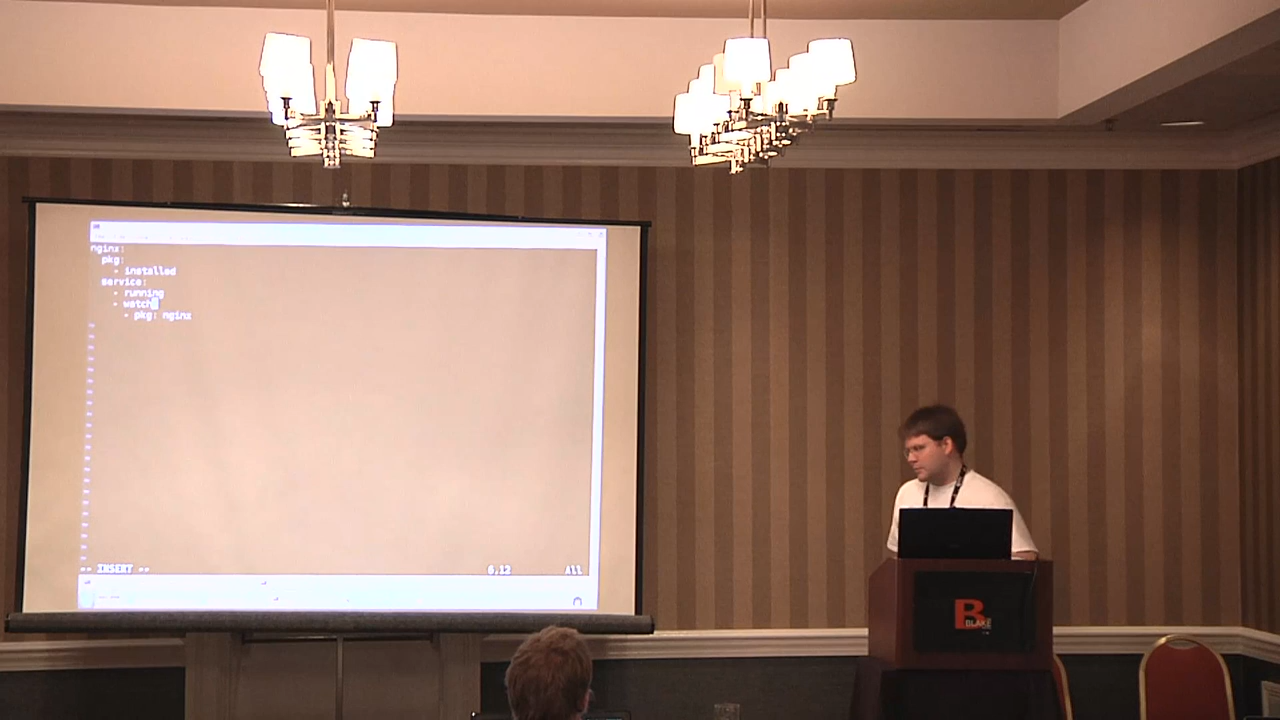 nginx:
pkg:
- installed
service:
- running
- watch
- pkg: nginx
-- INSERT --
6,12
All
B
BLAKE